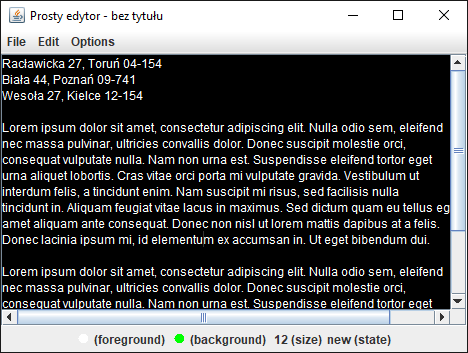 Prosty edytor - bez tytułu
File Edit Options
Racławicka 27, Toruń 04-154
Biała 44, Poznań 09-741
Wesoła 27, Kielce 12-154
Lorem ipsum dolor sit amet, consectetur adipiscing elit. Nulla odio sem, eleifend
nec massa pulvinar, ultricies convallis dolor. Donec suscipit molestie orci,
consequat vulputate nulla. Nam non urna est. Suspendisse eleifend tortor eget
urna aliquet lobortis. Cras vitae orci porta mi vulputate gravida. Vestibulum ut
interdum felis, a tincidunt enim. Nam suscipit mi risus, sed facilisis nulla
tincidunt in. Aliquam feugiat vitae lacus in maximus. Sed dictum quam eu tellus eg
amet aliquam ante consequat. Donec non nisl ut lorem mattis dapibus at a felis.
Donec lacinia ipsum mi, id elementum ex accumsan in. Ut eget bibendum dui.
Lorem ipsum dolor sit amet, consectetur adipiscing elit. Nulla odio sem, eleifend
nec massa pulvinar, ultricies convallis dolor. Donec suscipit molestie orci,
consequat vulputate nulla. Nam non urna est. Suspendisse eleifend tortor eget
(foreground) (background) 12 (size) new (state)